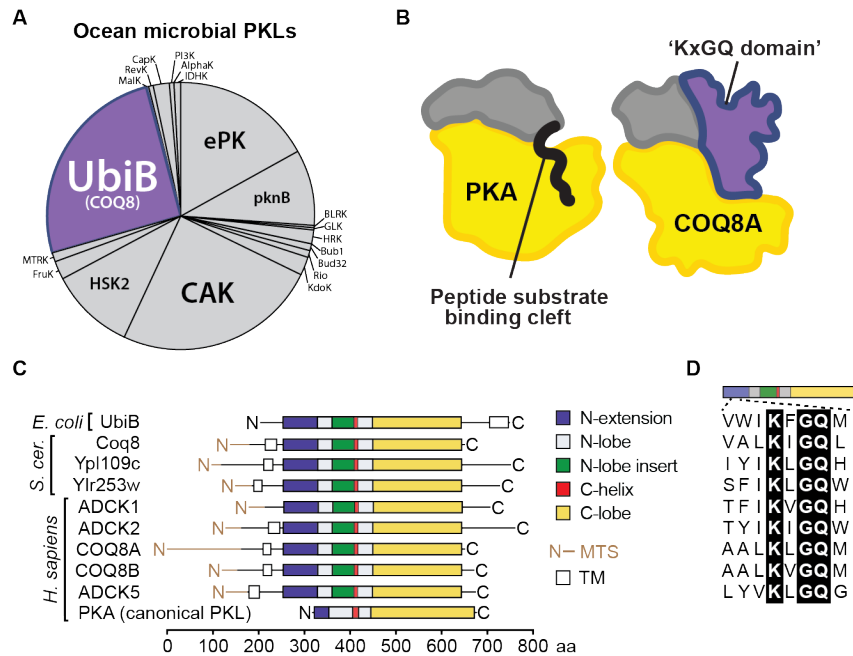 A
Ocean microbial PKLs
CapK
RevK
MalK
PI3K
AlphaK
IDHK
ePK
UbiB
(COQ8)
pknB
BLRK
GLK
HRK
Bub1
Bud32
Rio
KdoK
MTRK
FruK
HSK2
CAK
B
‘KxGQ domain’
PKA
COQ8A
Peptide substrate
binding cleft
C
E. coli
UbiB
N
C
S. cer.
Coq8
N
C
Ypl109c
N
C
Ylr253w
N
C
H. sapiens
ADCK1
N
C
ADCK2
N
C
COQ8A
N
C
COQ8B
N
C
ADCK5
N
C
PKA (canonical PKL)
N
C
0 100 200 300 400 500 600 700 800 aa
N-extension
N-lobe
N-lobe insert
C-helix
C-lobe
N MTS
TM
D
VWIKFGQM
VALKIGQL
IYIKLGQH
SFIKLGQW
TFIKVGQH
TYIKIGQW
AALKLGQM
AALKVGQM
LYVKLGQG